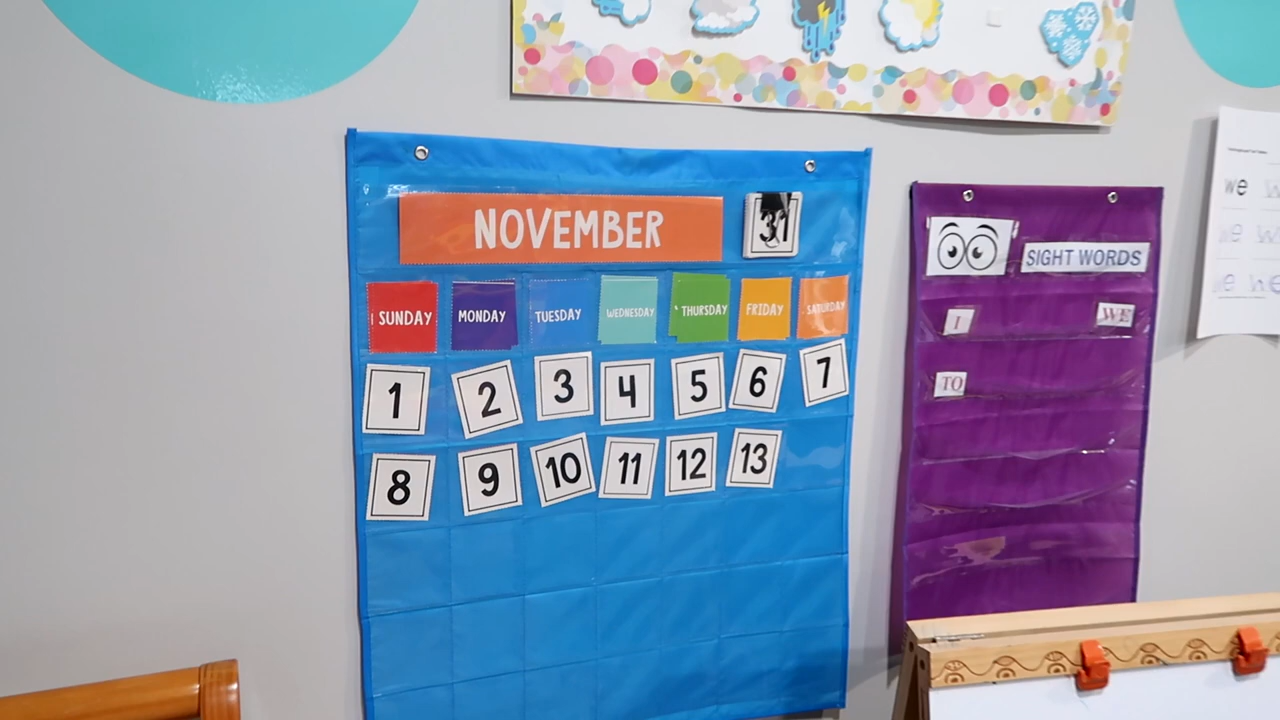 NOVEMBER 31
SUNDAY MONDAY TUESDAY WEDNESDAY THURSDAY FRIDAY SATURDAY
1 2 3 4 5 6 7
8 9 10 11 12 13
SIGHT WORDS
I WE
TO
we
we
we